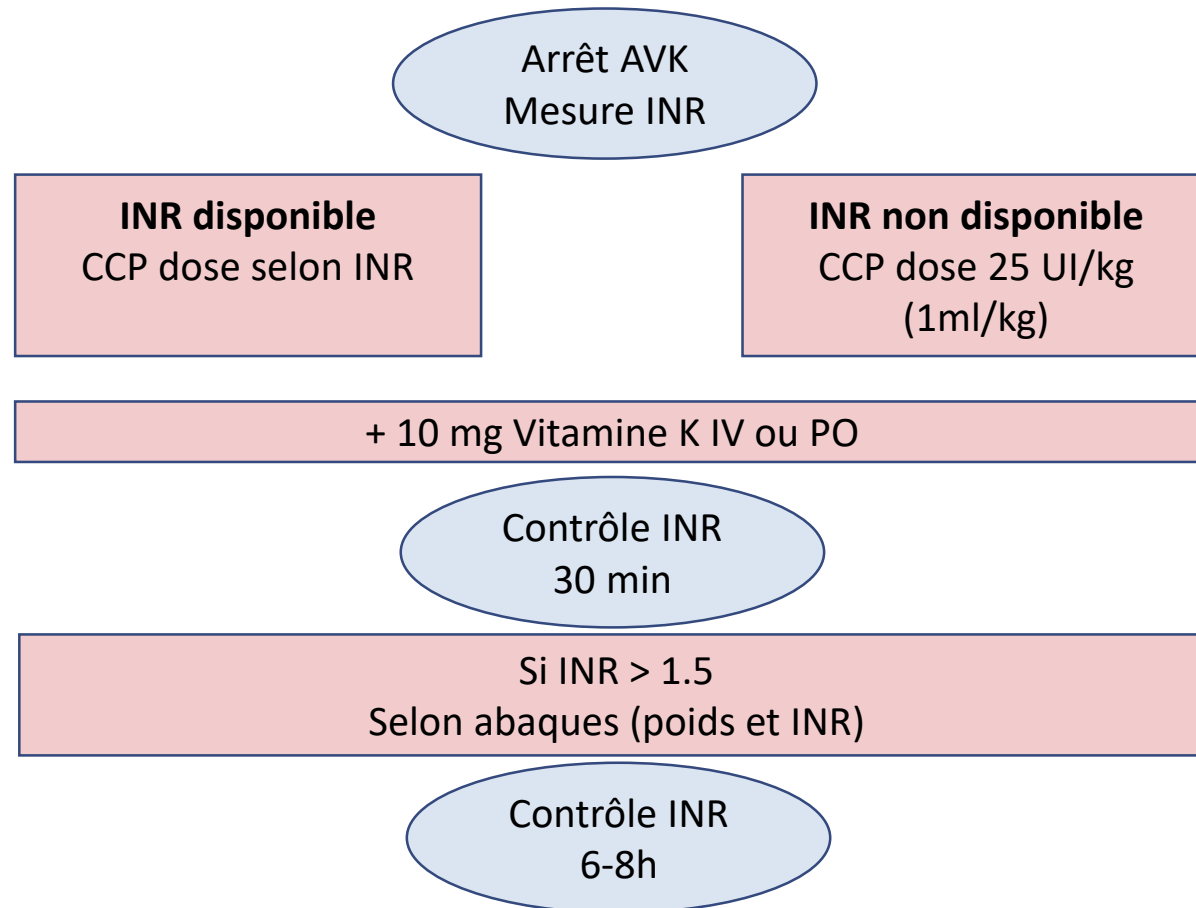 Arrêt AVK
Mesure INR
INR disponible
CCP dose selon INR
INR non disponible
CCP dose 25 UI/kg
(1ml/kg)
+ 10 mg Vitamine K IV ou PO
Contrôle INR
30 min
Si INR > 1.5
Selon abaques (poids et INR)
Contrôle INR
6-8h